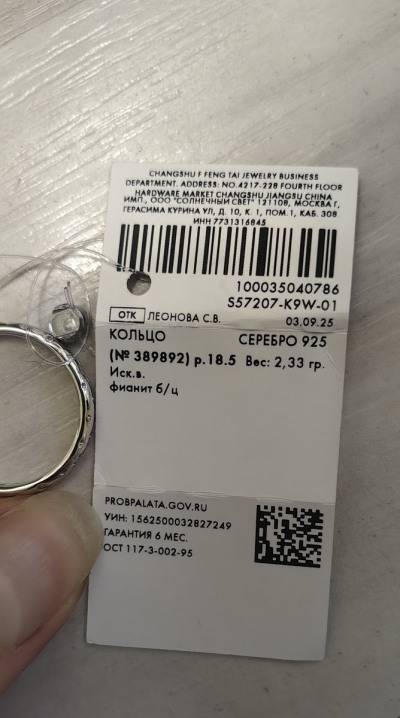 CHANGSHU F FENG TAI JEWELRY BUSINESS
DEPARTMENT. ADDRESS: NO.4217-228 FOURTH FLOOR
HARDWARE MARKET CHANGSHU JIANGSU CHINA
ИМП., ООО "СОЛНЕЧНЫЙ СВЕТ" 121108, МОСКВА Г,
ГЕРАСИМА КУРИНА УЛ, Д. 10, К. 1, ПОМ.1, КАБ. 308
ИНН 7731316845
100035040786
S57207-K9W-01
ОТК ЛЕОНОВА С.В. 03.09.25
КОЛЬЦО СЕРЕБРО 925
(№ 389892) р.18.5 Вес: 2,33 гр.
Иск.в.
фианит б/ц
PROBPALATA.GOV.RU
УИН: 1562500032827249
ГАРАНТИЯ 6 МЕС.
ОСТ 117-3-002-95